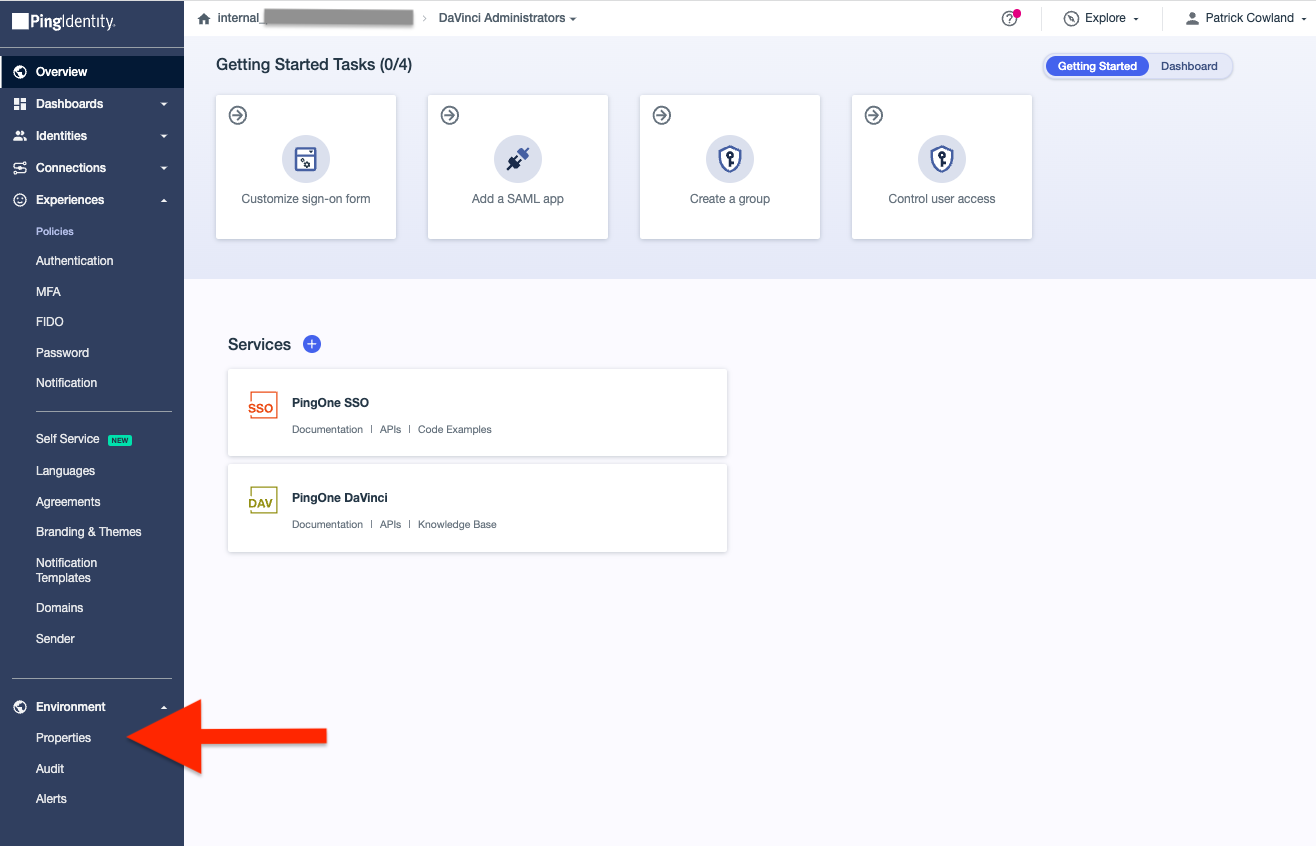 PingIdentity.
internal_
DaVinci Administrators
Explore
Patrick Cowland
Overview
Dashboards
Identities
Connections
Experiences
Policies
Authentication
MFA
FIDO
Password
Notification
Self Service NEW
Languages
Agreements
Branding & Themes
Notification
Templates
Domains
Sender
Environment
Properties
Audit
Alerts
Getting Started Tasks (0/4)
Getting Started
Dashboard
Customize sign-on form
Add a SAML app
Create a group
Control user access
Services
SSO
PingOne SSO
Documentation | APIs | Code Examples
DAV
PingOne DaVinci
Documentation | APIs | Knowledge Base